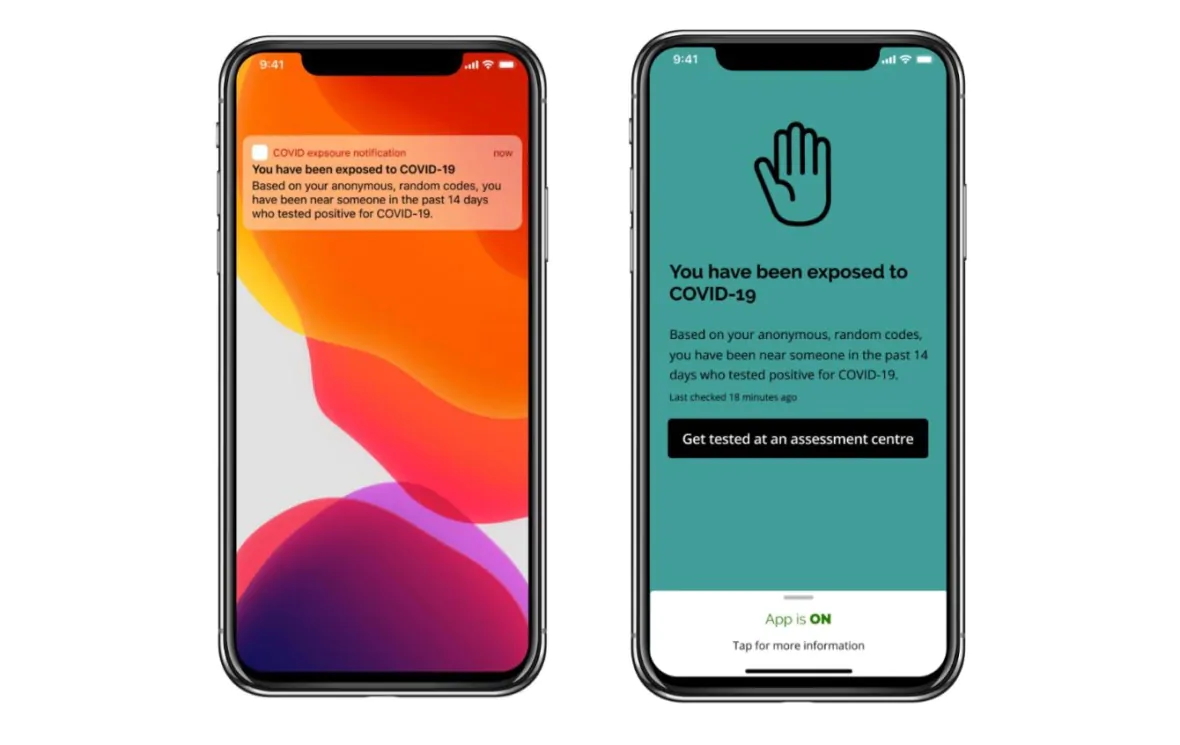 9:41
COVID expsoure notification
now
You have been exposed to COVID-19
Based on your anonymous, random codes, you
have been near someone in the past 14 days
who tested positive for COVID-19.
9:41
You have been exposed to
COVID-19
Based on your anonymous, random codes,
you have been near someone in the past 14
days who tested positive for COVID-19.
Last checked 18 minutes ago
Get tested at an assessment centre
App is ON
Tap for more information